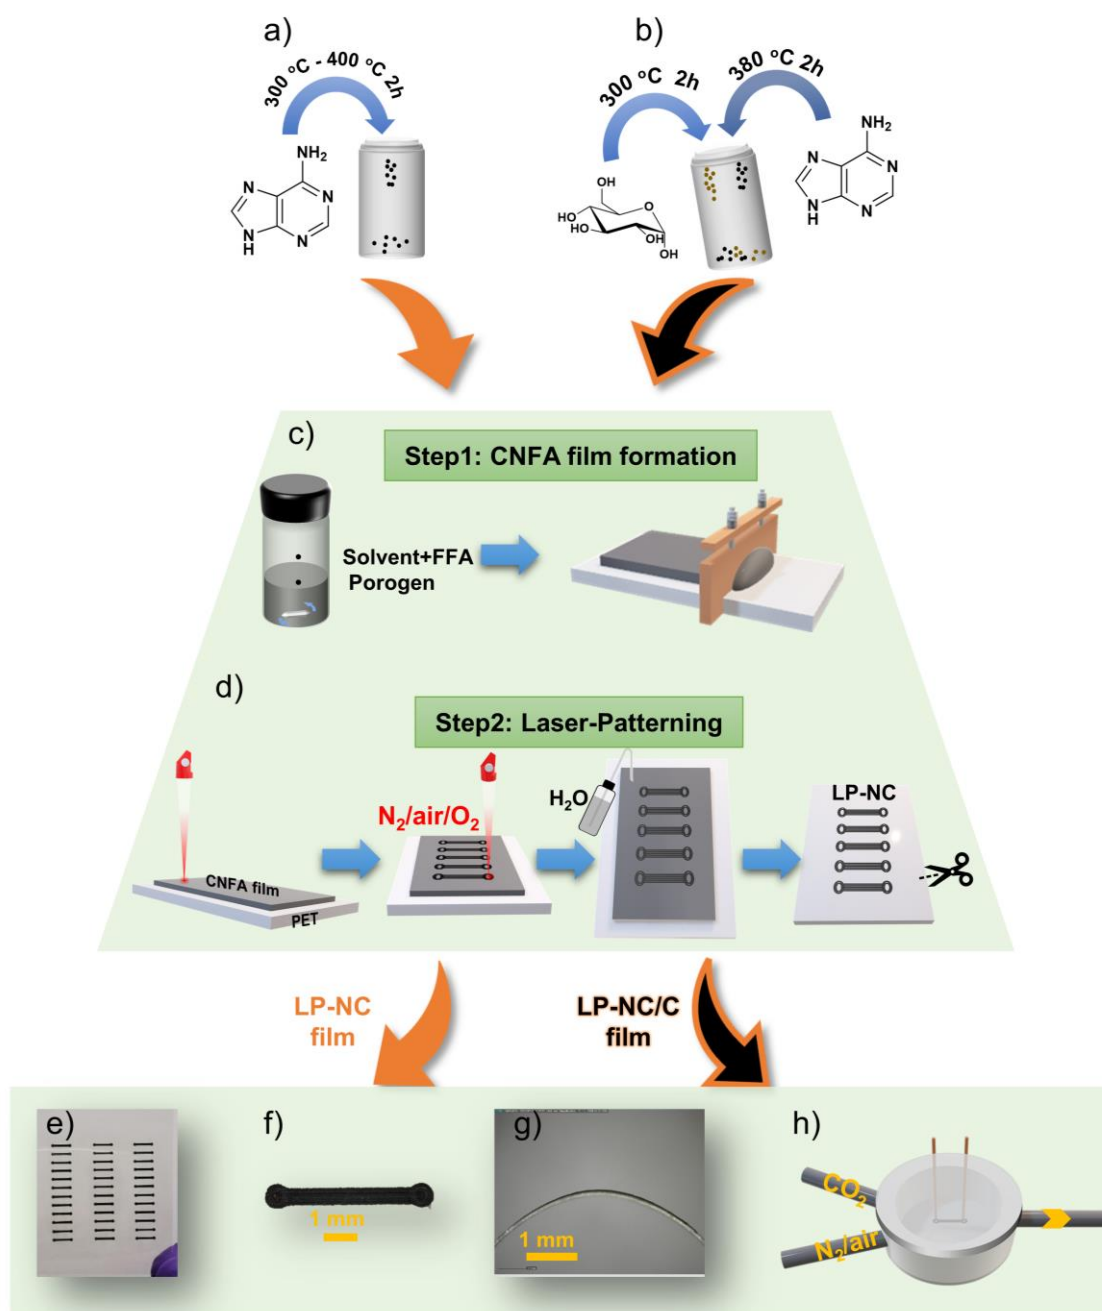 a)
300 °C - 400 °C 2h
NH₂
N
N
N
N
H
b)
300 °C 2h
380 °C 2h
OH
HO
O
HO
OH
OH
NH₂
N
N
N
N
H
c)
Step1: CNFA film formation
Solvent+FFA
Porogen
d)
Step2: Laser-Patterning
CNFA film
PET
N₂/air/O₂
H₂O
LP-NC
LP-NC
film
LP-NC/C
film
e)
f)
1 mm
g)
1 mm
h)
CO₂
N₂/air